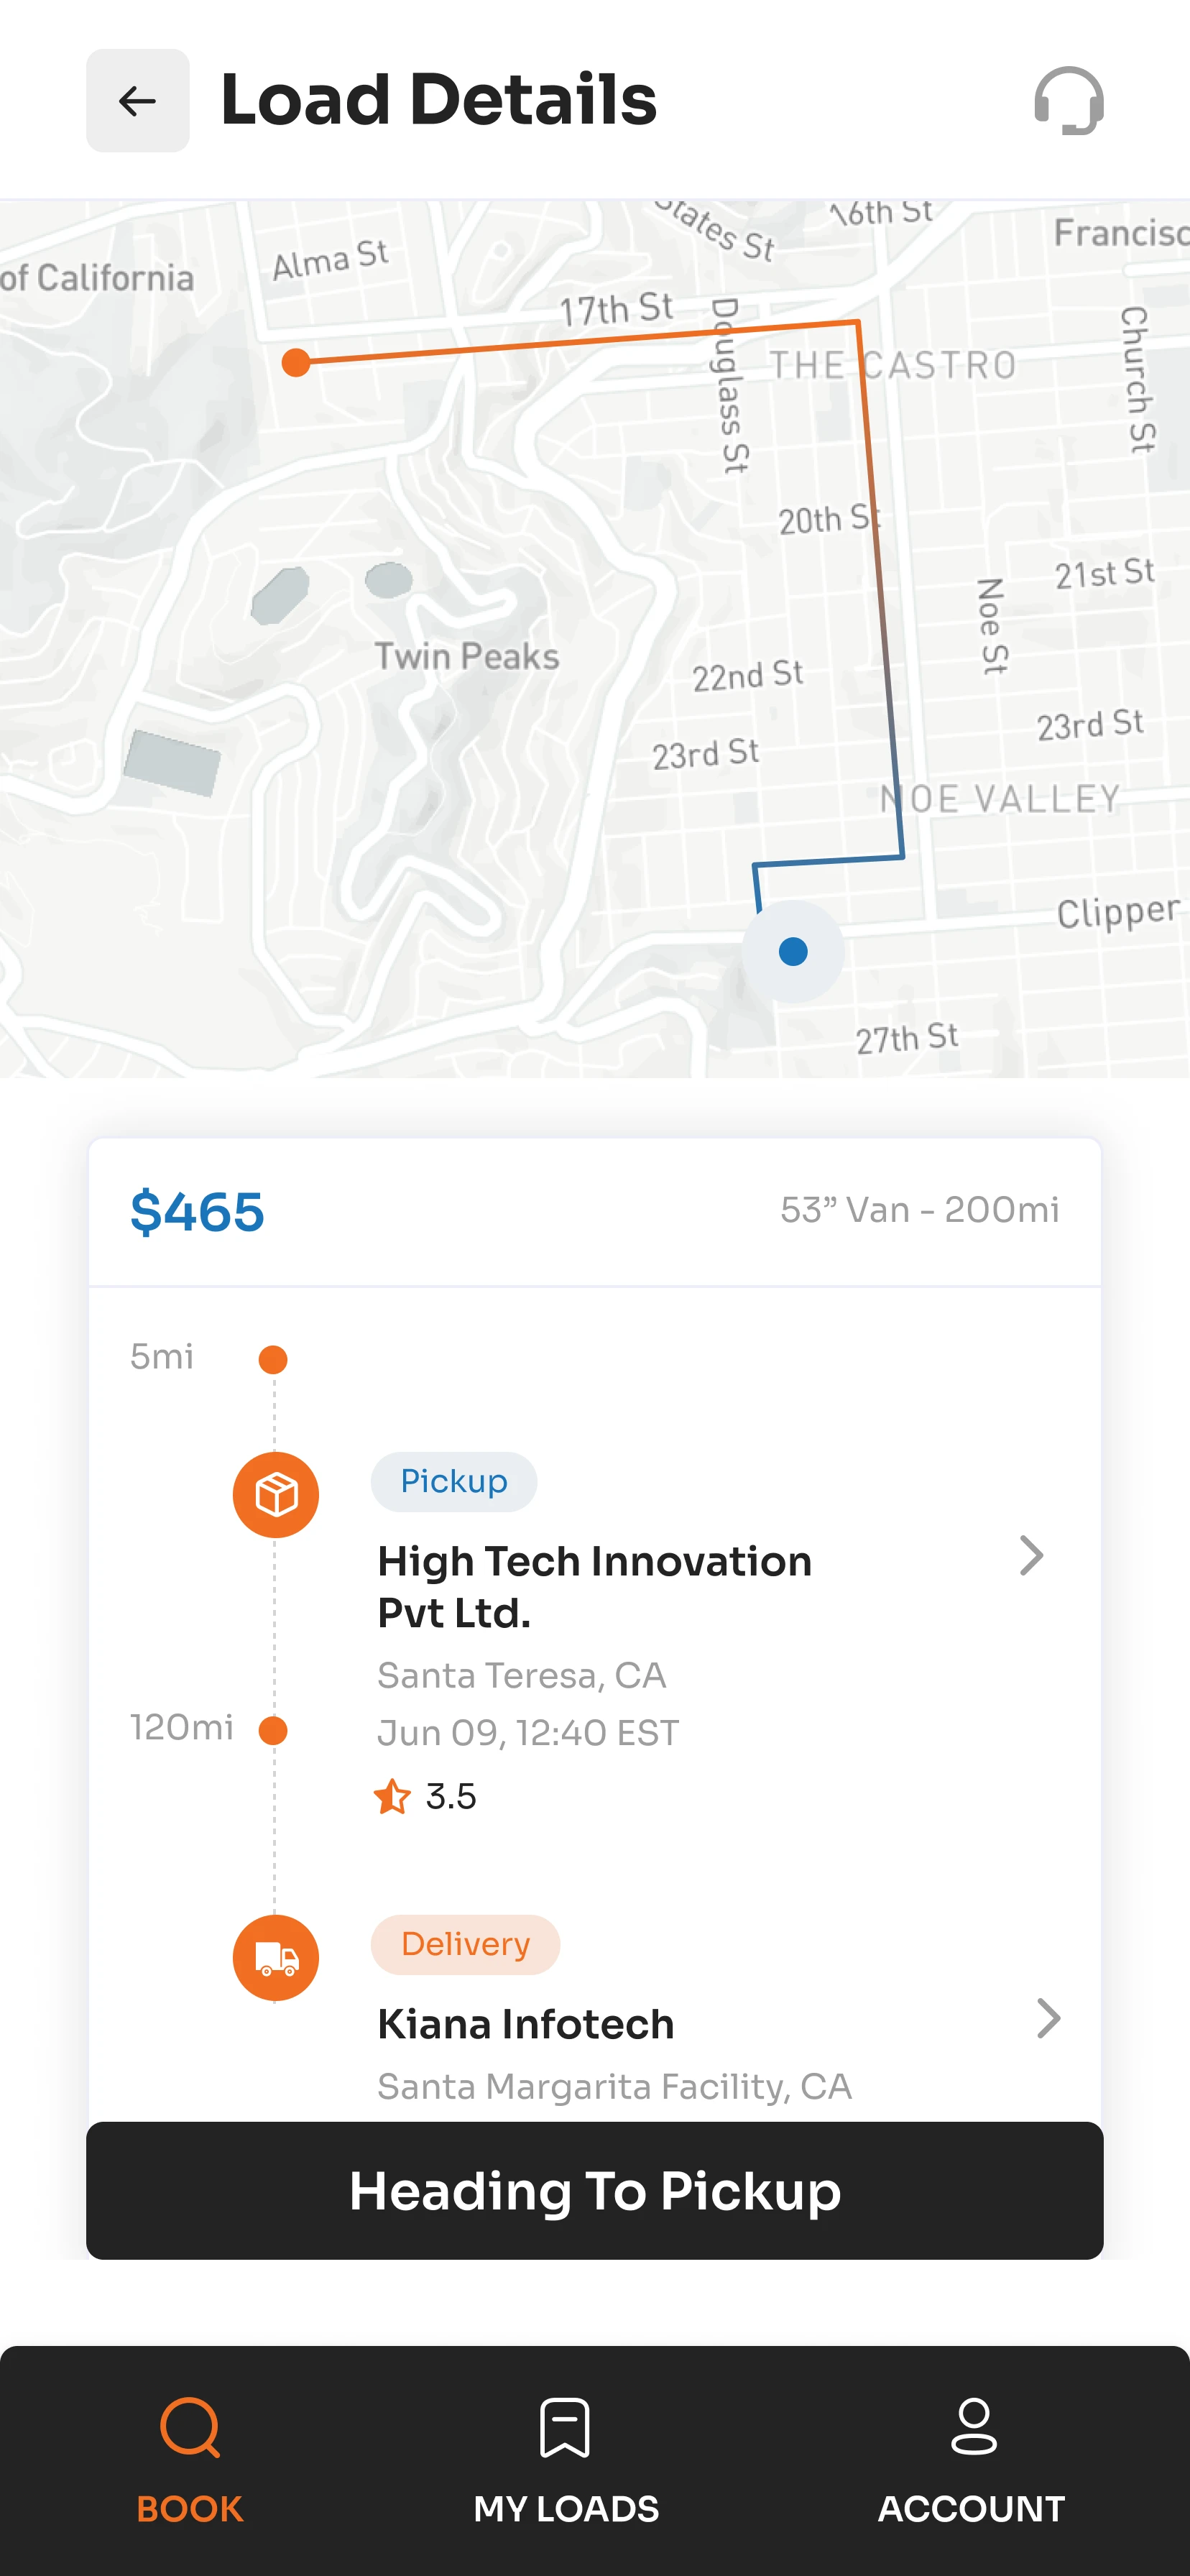 Load Details
States St
16th St
Francisc
of California
Alma St
17th St
Douglass St
THE CASTRO
Church St
20th St
21st St
Noe St
Twin Peaks
22nd St
23rd St
23rd St
NOE VALLEY
Clipper
27th St
$465
53” Van - 200mi
5mi
Pickup
High Tech Innovation
Pvt Ltd.
Santa Teresa, CA
120mi
Jun 09, 12:40 EST
3.5
Delivery
Kiana Infotech
Santa Margarita Facility, CA
Heading To Pickup
BOOK
MY LOADS
ACCOUNT